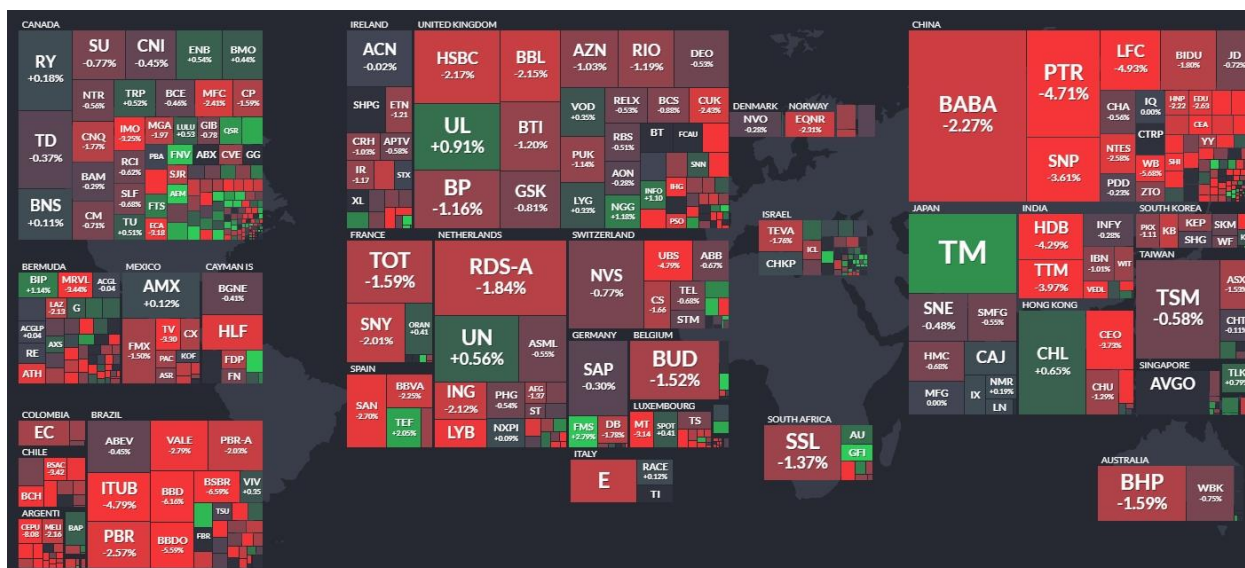 CANADA
RY
+0.18%
SU
-0.77%
CNI
-0.45%
ENB
+0.54%
BMO
+0.44%
TD
-0.37%
NTR
-0.56%
TRP
+0.52%
BCE
-0.46%
MFC
-2.41%
CP
-1.59%
CNQ
-1.77%
IMO
-3.25%
MGA
-1.97
LULU
+0.53
GIB
-0.78
QSR
BAM
-0.29%
RCI
-0.62%
PBA
FNV
ABX
CVE
GG
SJR
BNS
+0.11%
CM
-0.71%
SLF
-0.68%
AEM
FTS
TU
+0.51%
ECA
-3.18
IRELAND
ACN
-0.02%
SHPG
ETN
-1.21
CRH
-1.03%
APTV
-0.58%
IR
-1.17
STX
XL
UNITED KINGDOM
HSBC
-2.17%
BBL
-2.15%
AZN
-1.03%
RIO
-1.19%
DEO
-0.53%
UL
+0.91%
BTI
-1.20%
VOD
+0.35%
RELX
-0.53%
BCS
-0.88%
CUK
-2.43%
RBS
-0.51%
BT
FCAU
PUK
-1.14%
AON
-0.28%
SNN
BP
-1.16%
GSK
-0.81%
LYG
+0.32%
INFO
+1.10
IHG
NGG
+1.18%
PSO
DENMARK
NVO
-0.28%
NORWAY
EQNR
-2.31%
CHINA
BABA
-2.27%
PTR
-4.71%
LFC
-4.93%
BIDU
-1.80%
JD
-0.72%
SNP
-3.61%
CHA
-0.56%
IQ
0.00%
HNP
-2.22
EDU
-2.63
CTRP
CEA
NTES
-2.58%
YY
WB
-5.68%
SHI
PDD
-0.22%
ZTO
BERMUDA
BIP
+1.14%
MRVL
-3.44%
ACGL
-0.04
LAZ
-2.13
G
ACGLP
+0.04
AXS
RE
ATH
MEXICO
AMX
+0.12%
FMX
-1.50%
TV
-3.30
CX
PAC
KOF
ASR
CAYMAN IS
BGNE
-0.41%
HLF
FDP
FN
FRANCE
TOT
-1.59%
SNY
-2.01%
ORAN
+0.41
NETHERLANDS
RDS-A
-1.84%
UN
+0.56%
ASML
-0.55%
ING
-2.12%
PHG
-0.54%
AEG
-1.57
ST
LYB
NXPI
+0.09%
SWITZERLAND
NVS
-0.77%
UBS
-4.79%
ABB
-0.67%
CS
-1.66
TEL
-0.68%
STM
ISRAEL
TEVA
-1.76%
ICL
CHKP
JAPAN
TM
SNE
-0.48%
SMFG
-0.55%
HMC
-0.68%
CAJ
MFG
0.00%
IX
NMR
+0.19%
LN
INDIA
HDB
-4.29%
INFY
-0.28%
TTM
-3.97%
IBN
-1.01%
WIT
VEDL
SOUTH KOREA
PKX
-1.11
KB
KEP
SKM
SHG
WF
TAIWAN
TSM
-0.58%
ASX
-1.53%
CHT
-0.11%
HONG KONG
CHL
+0.65%
CEO
-3.73%
CHU
-1.29%
SINGAPORE
AVGO
TLK
+0.79%
SPAIN
SAN
-2.70%
BBVA
-2.25%
TEF
+2.05%
GERMANY
SAP
-0.30%
FMS
+2.79%
DB
-1.78%
BELGIUM
BUD
-1.52%
LUXEMBOURG
MT
-3.14
SPOT
+0.41
TS
ITALY
E
RACE
+0.12%
TI
SOUTH AFRICA
SSL
-1.37%
AU
GFI
AUSTRALIA
BHP
-1.59%
WBK
-0.75%
COLOMBIA
EC
CHILE
BSAC
-3.42
BCH
ARGENTI
CEPU
-8.08
MELI
-2.16
BAP
BRAZIL
ABEV
-0.45%
VALE
-2.79%
PBR-A
-2.02%
ITUB
-4.79%
BBD
-6.16%
BSBR
-6.59%
VIV
+0.35
TSU
PBR
-2.57%
BBDO
-5.59%
FBR